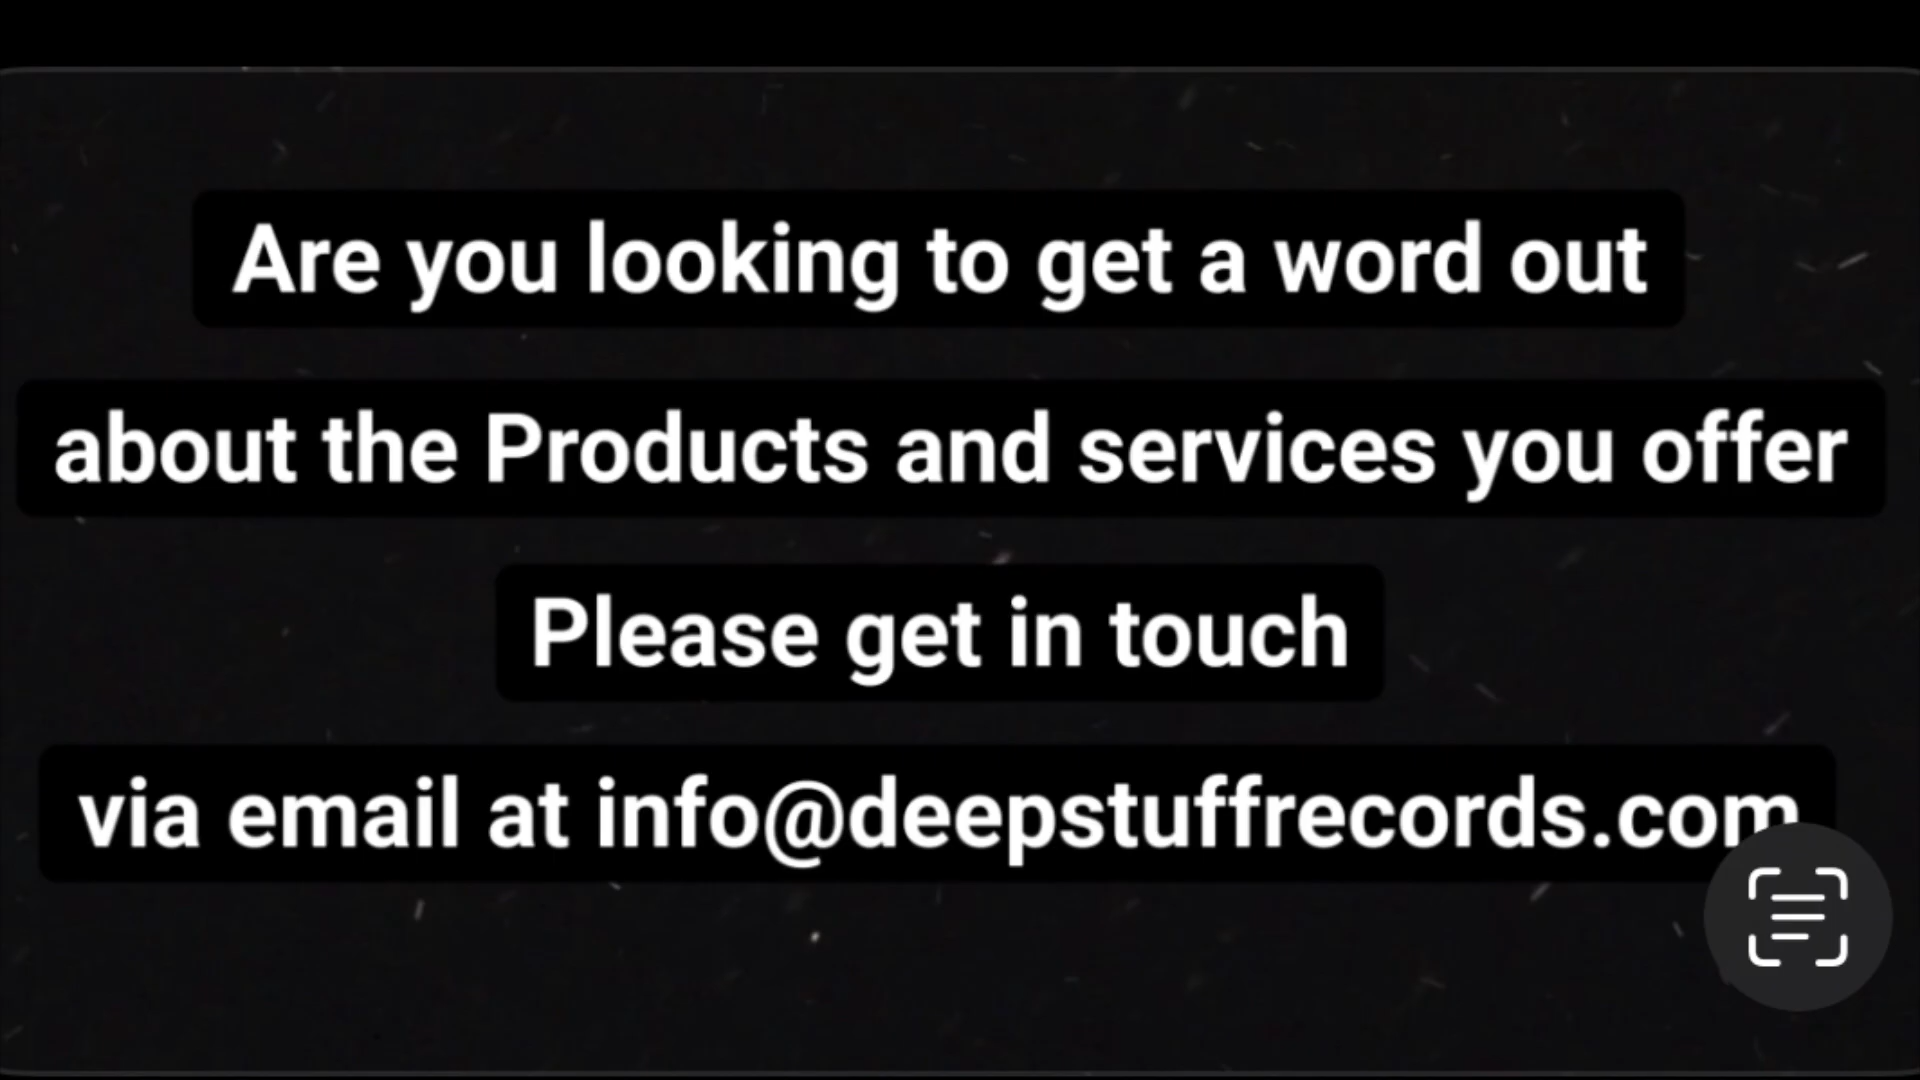 Are you looking to get a word out
about the Products and services you offer
Please get in touch
via email at info@deepstuffrecords.com